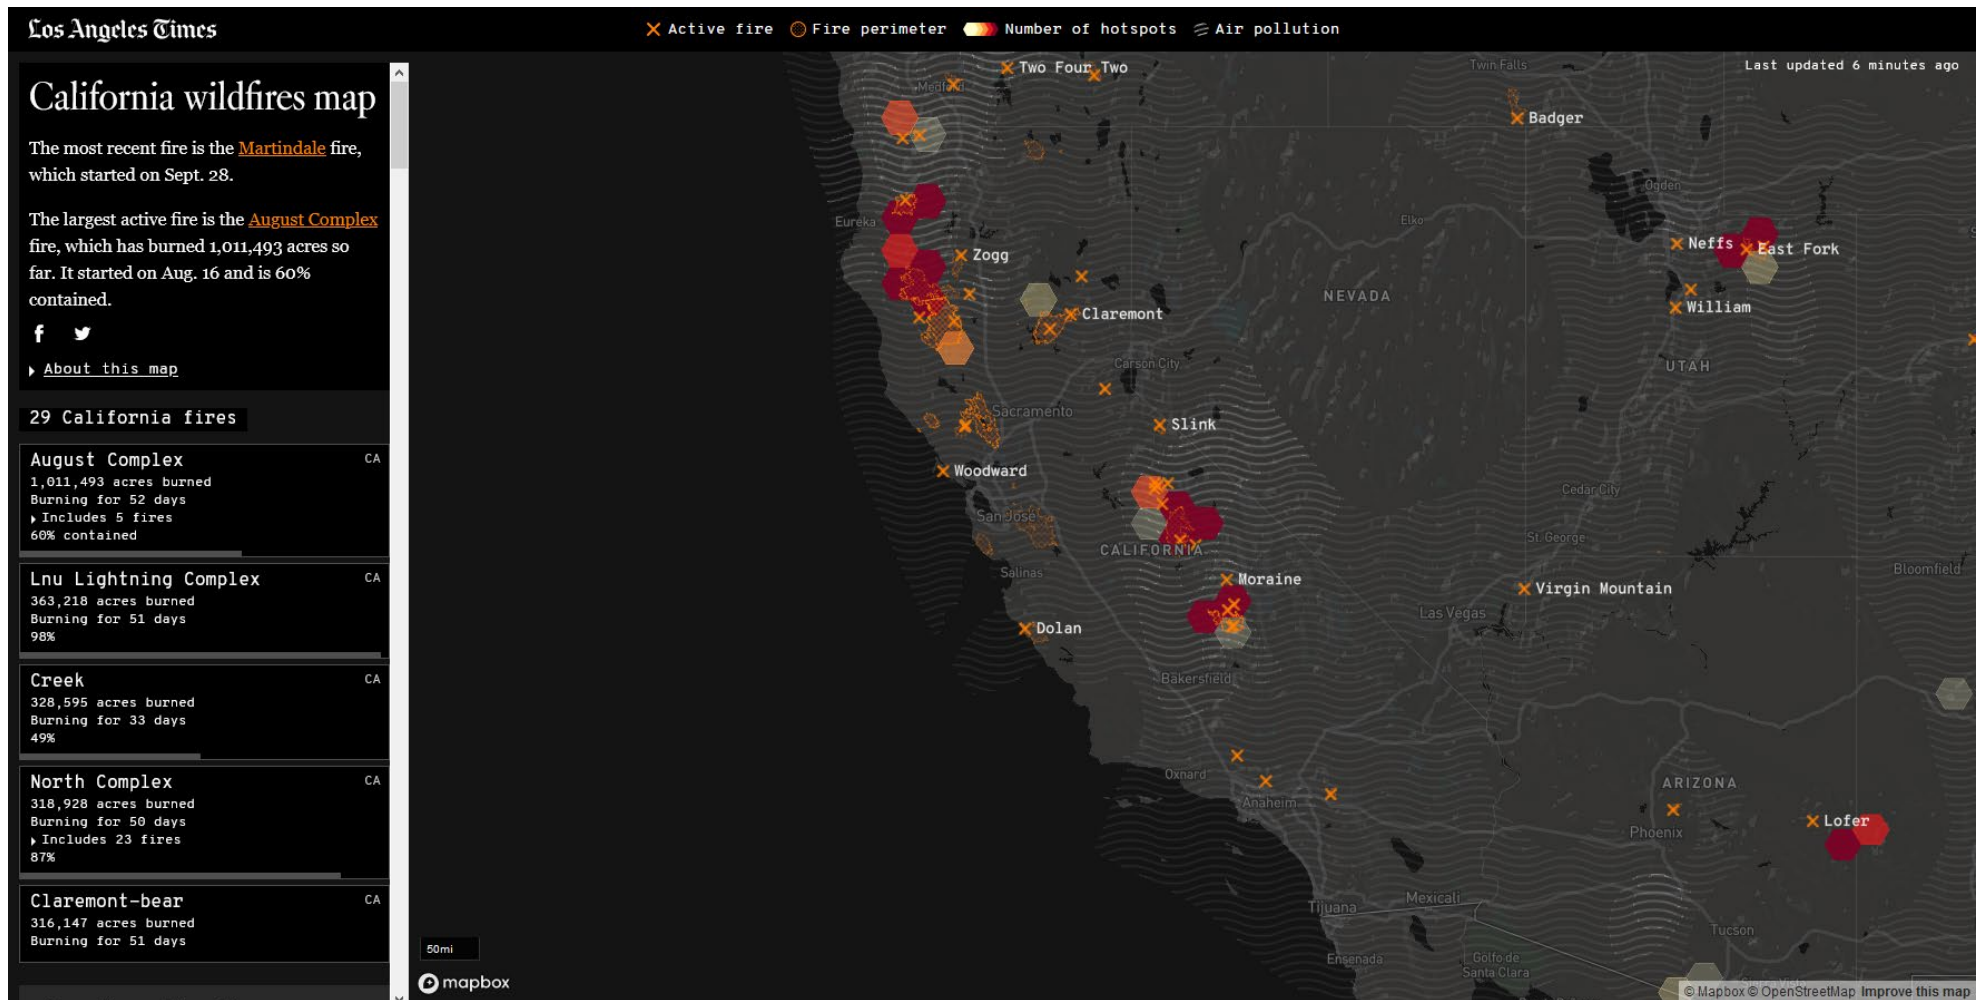 Los Angeles Times
Active fire
Fire perimeter
Number of hotspots
Air pollution
Last updated 6 minutes ago
California wildfires map
The most recent fire is the Martindale fire,
which started on Sept. 28.
The largest active fire is the August Complex
fire, which has burned 1,011,493 acres so
far. It started on Aug. 16 and is 60%
contained.
About this map
29 California fires
August Complex CA
1,011,493 acres burned
Burning for 52 days
Includes 5 fires
60% contained
Lnu Lightning Complex CA
363,218 acres burned
Burning for 51 days
98%
Creek CA
328,595 acres burned
Burning for 33 days
49%
North Complex CA
318,928 acres burned
Burning for 50 days
Includes 23 fires
87%
Claremont-bear CA
316,147 acres burned
Burning for 51 days
Two Four Two
Twin Falls
Medford
Badger
Ogden
Eureka
Elko
Neffs
East Fork
Zogg
NEVADA
William
Claremont
Carson City
UTAH
Sacramento
Slink
Woodward
Cedar City
San Jose
St. George
CALIFORNIA
Bloomfield
Salinas
Moraine
Virgin Mountain
Las Vegas
Dolan
Bakersfield
Oxnard
ARIZONA
Anaheim
Lofer
Phoenix
Mexicali
Tijuana
Tucson
50mi
Ensenada
Golfo de
Santa Clara
mapbox
© Mapbox © OpenStreetMap Improve this map